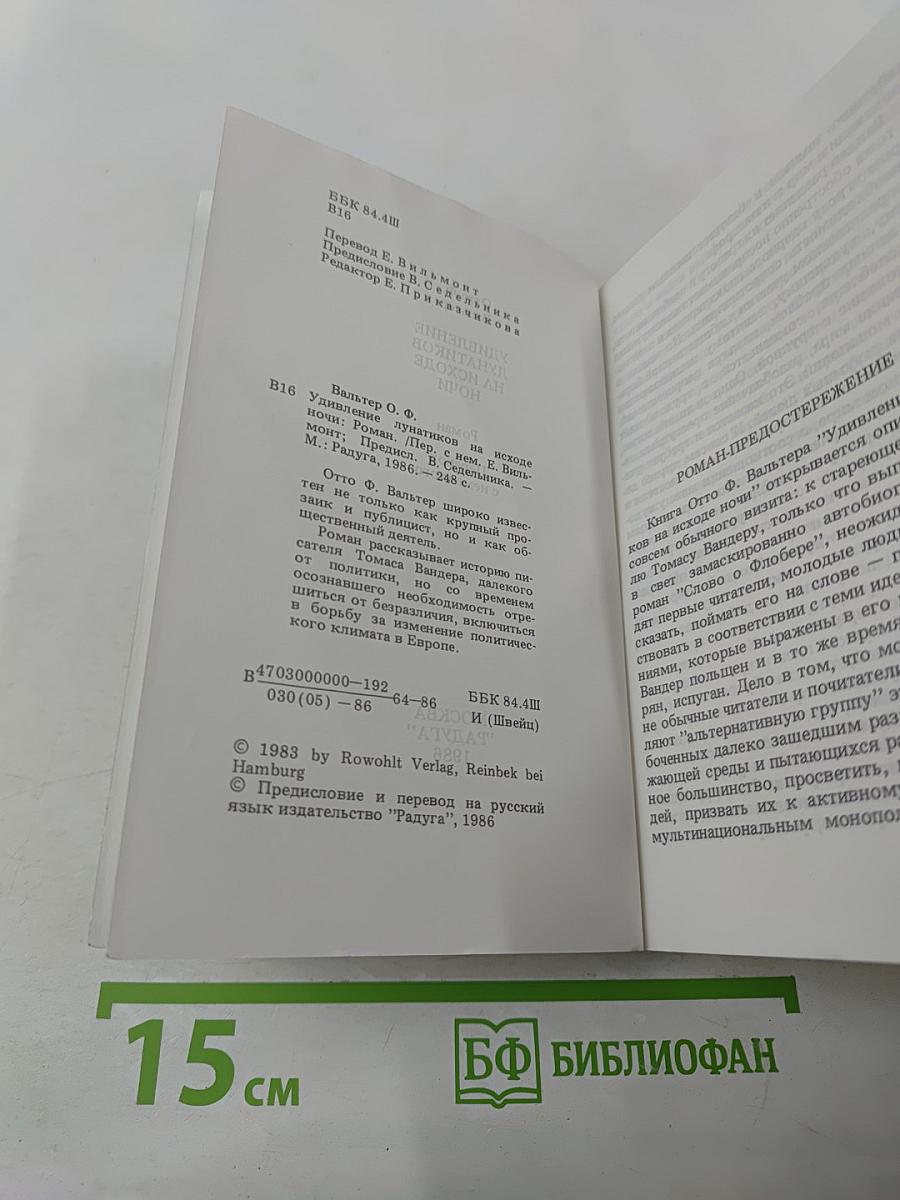 ББК 84.4Ш
В16
Перевод Е. Вильмонт
Предисловие В. Седельника
Редактор Е. Приказчикова
Вальтер О. Ф.
В16 Удивление лунатиков на исходе
ночи: Роман. /Пер. с нем. Е. Виль-
монт; Предисл. В. Седельника. —
М.: Радуга, 1986. — 248 с.
Отто Ф. Вальтер широко извес-
тен не только как крупный про-
заик и публицист, но и как об-
щественный деятель.
Роман рассказывает историю пи-
сателя Томаса Вандера, далекого
от политики, но со временем
осознавшего необходимость отре-
шиться от безразличия, включиться
в борьбу за изменение политичес-
кого климата в Европе.
В 4703000000—192
030(05) —86
64—86
ББК 84.4Ш
И (Швейц)
© 1983 by Rowohlt Verlag, Reinbek bei
Hamburg
© Предисловие и перевод на русский
язык издательство "Радуга", 1986
РОМАН-ПРЕДОСТЕРЕЖЕНИЕ
Книга Отто Ф. Вальтера "Удивлени
ков на исходе ночи" открывается опи
совсем обычного визита: к стареюще
лю Томасу Вандеру, только что вып
в свет замаскированно автобиог
роман "Слово о Флобере", неожид
дят первые читатели, молодые люд
сказать, поймать его на слове — п
ствовать в соответствии с теми иде
ниями, которые выражены в его
Вандер польщен и в то же время
рян, испуган. Дело в том, что мо
не обычные читатели и почитатели
ляют "альтернативную группу" э
боченных далеко зашедшим раз
жающей среды и пытающихся ра
ное большинство, просветить,
дей, призвать их к активному
мультинациональным монопол
15 см
БФ БИБЛИОФАН